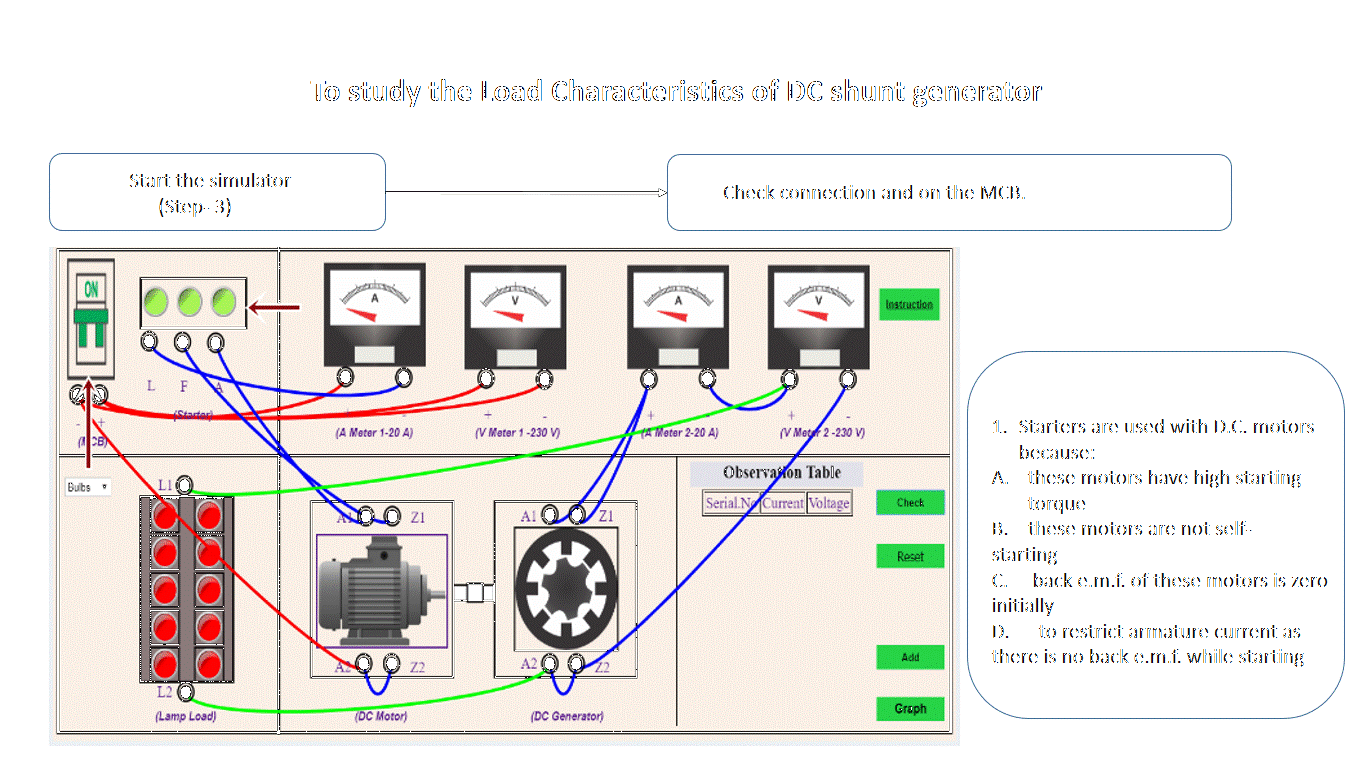 To study the Load Characteristics of DC shunt generator
Start the simulator
(Step- 3)
Check connection and on the MCB.
ON
A
V
A
V
Instruction
L F A
(Starter)
- +
(MCB)
+ -
(A Meter 1-20 A)
+ -
(V Meter 1 -230 V)
+ -
(A Meter 2-20 A)
+ -
(V Meter 2 -230 V)
Bulbs
L1
L2
(Lamp Load)
A1 Z1
A2 Z2
(DC Motor)
A1 Z1
A2 Z2
(DC Generator)
Observation Table
Serial.No Current Voltage
Check
Reset
Add
Graph
1. Starters are used with D.C. motors
because:
A. these motors have high starting
torque
B. these motors are not self-
starting
C. back e.m.f. of these motors is zero
initially
D. to restrict armature current as
there is no back e.m.f. while starting